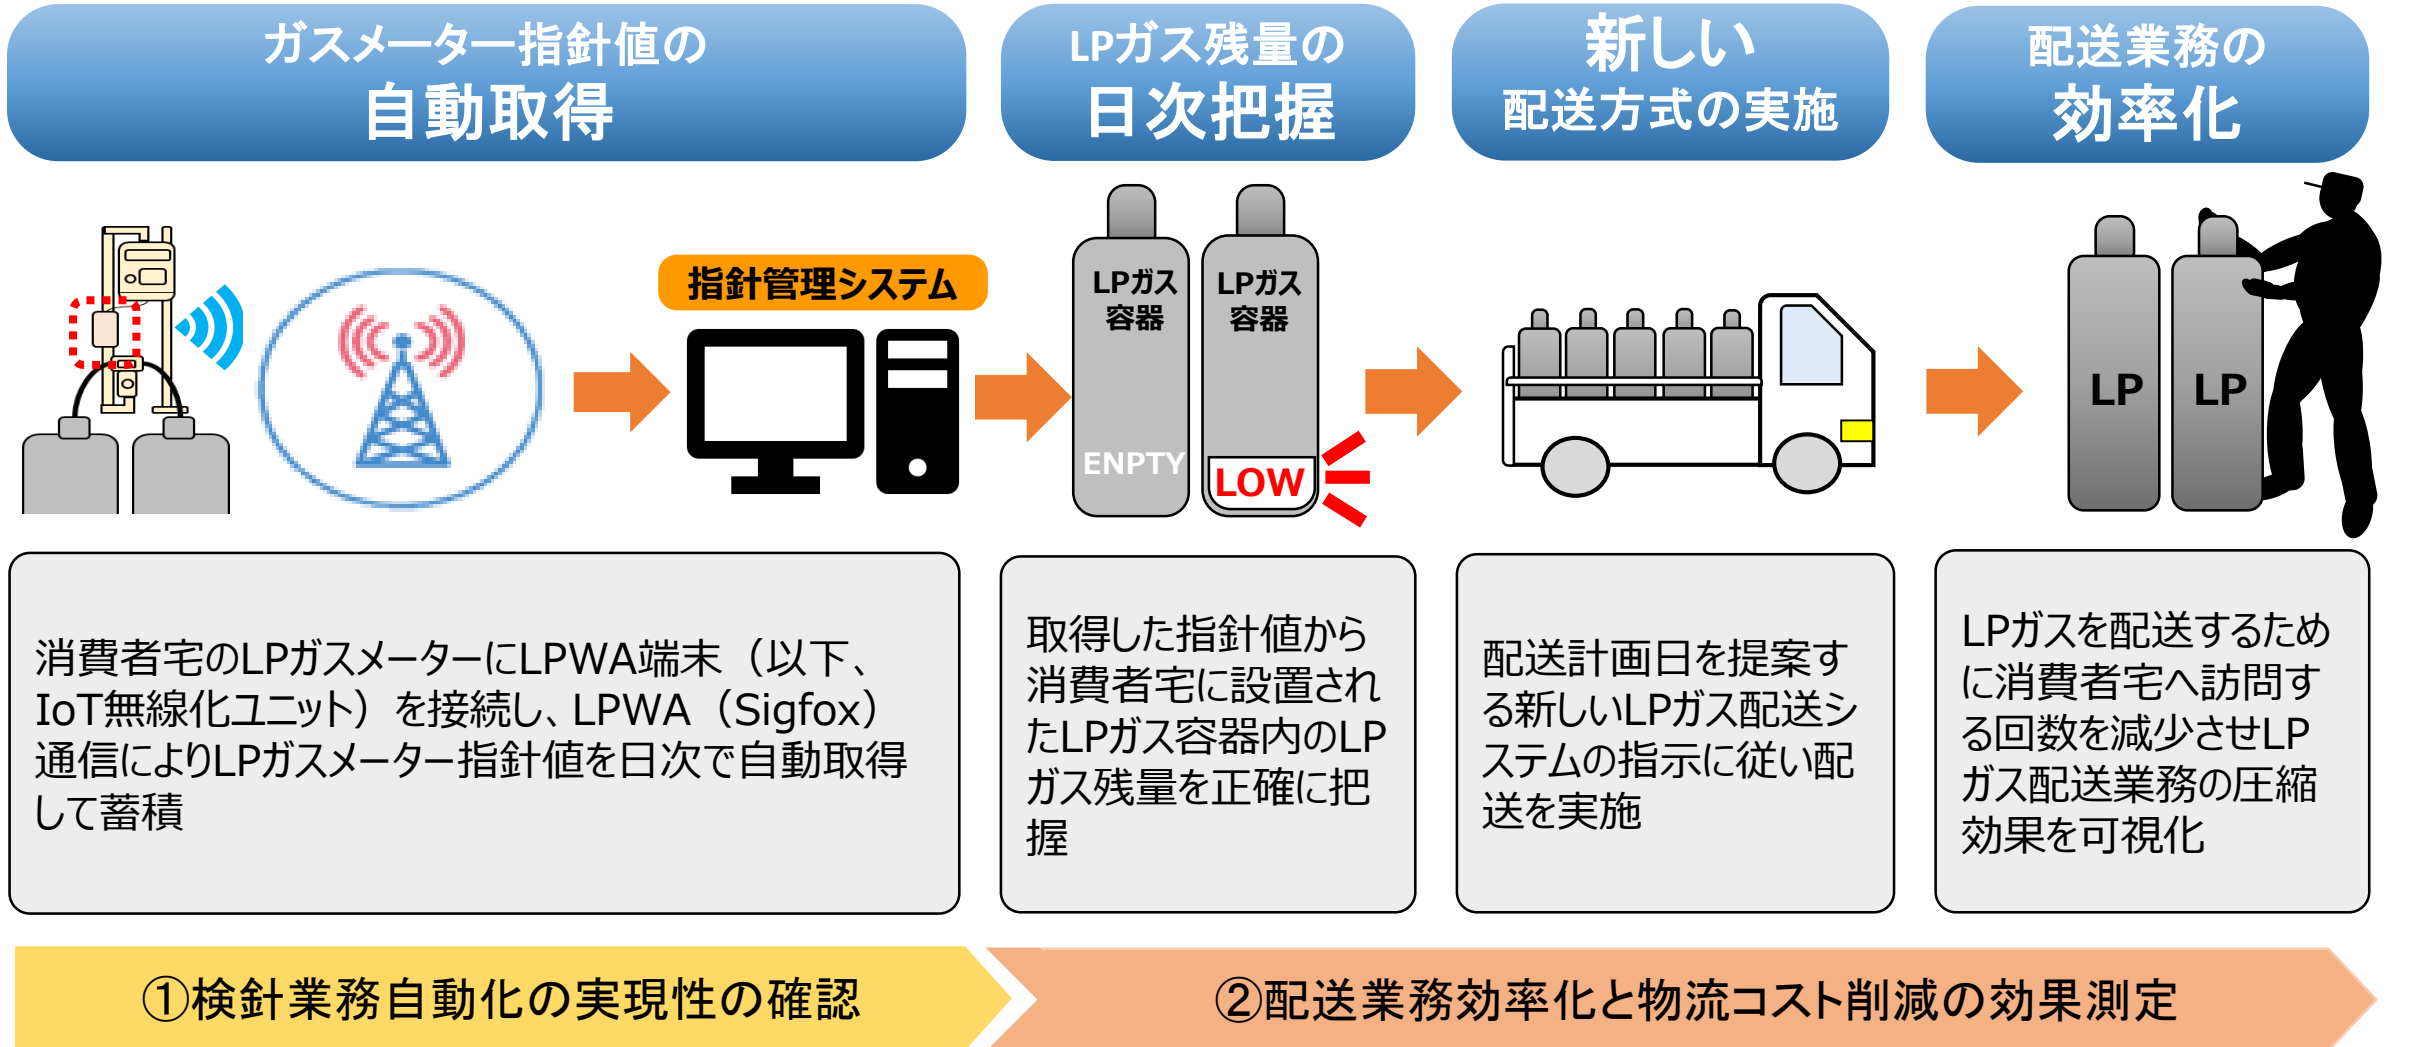 ガスメーター指針値の
自動取得
LPガス残量の
日次把握
新しい
配送方式の実施
配送業務の
効率化
指針管理システム
LPガス
容器
ENPTY
LPガス
容器
LOW
LP
LP
消費者宅のLPガスメーターにLPWA端末（以下、
IoT無線化ユニット）を接続し、LPWA（Sigfox）
通信によりLPガスメーター指針値を日次で自動取得
して蓄積
取得した指針値から
消費者宅に設置され
たLPガス容器内のLP
ガス残量を正確に把
握
配送計画日を提案す
る新しいLPガス配送シ
ステムの指示に従い配
送を実施
LPガスを配送するため
に消費者宅へ訪問す
る回数を減少させLP
ガス配送業務の圧縮
効果を可視化
①検針業務自動化の実現性の確認
②配送業務効率化と物流コスト削減の効果測定